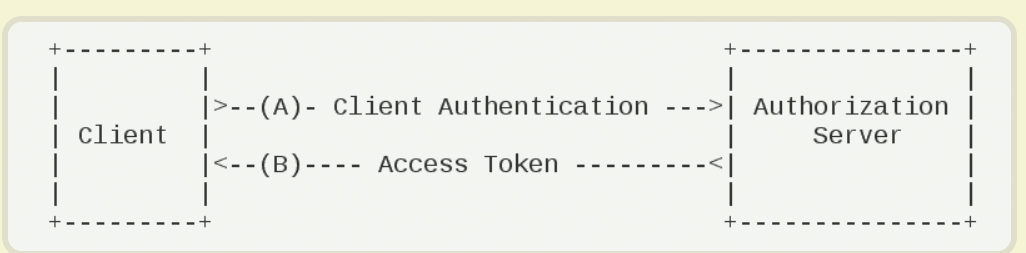 +---------+                                  +---------------+
|         |                                  |               |
|         |>--(A)- Client Authentication --->| Authorization |
| Client  |                                  |     Server    |
|         |<--(B)---- Access Token ---------<|               |
|         |                                  |               |
+---------+                                  +---------------+